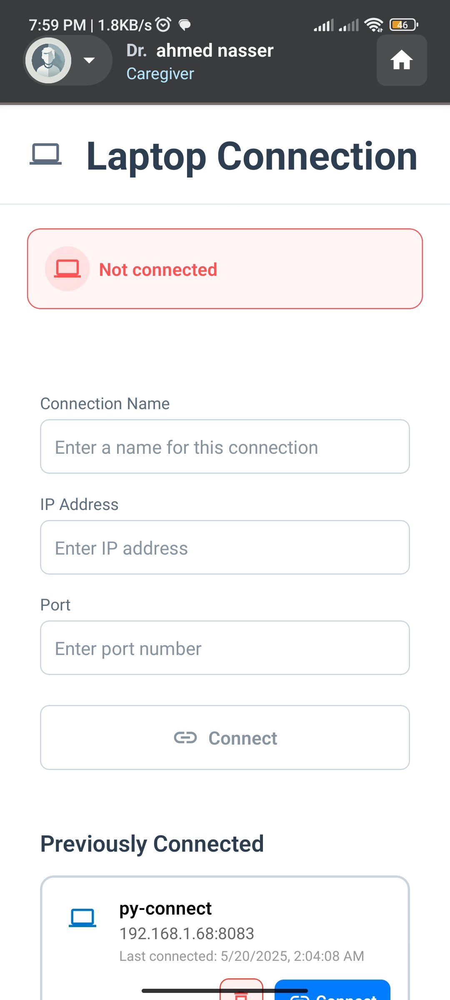 7:59 PM | 1.8KB/s
46
Dr. ahmed nasser
Caregiver
Laptop Connection
Not connected
Connection Name
Enter a name for this connection
IP Address
Enter IP address
Port
Enter port number
Connect
Previously Connected
py-connect
192.168.1.68:8083
Last connected: 5/20/2025, 2:04:08 AM
Connect